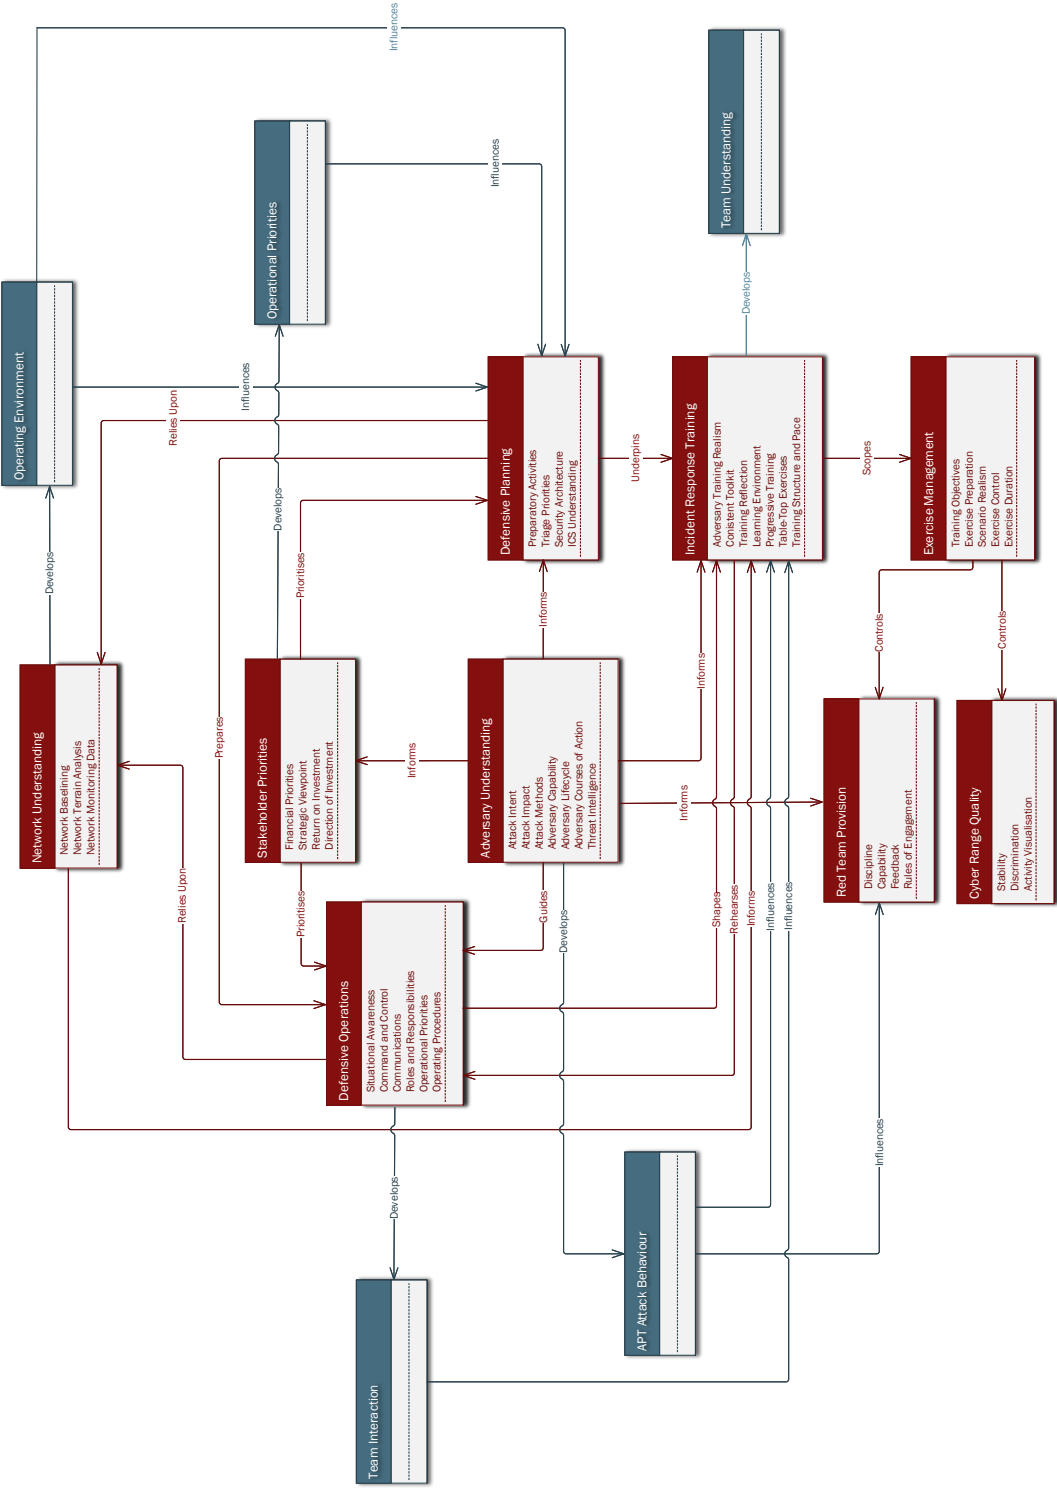 Operating Environment
Network Understanding
Network Baselining
Network Terrain Analysis
Network Monitoring Data
Develops
Relies Upon
Relies Upon
Influences
Influences
Prepares
Stakeholder Priorities
Financial Priorities
Strategic Viewpoint
Return on Investment
Direction of Investment
Operational Priorities
Develops
Prioritises
Prioritises
Defensive Operations
Situational Awareness
Command and Control
Communications
Roles and Responsibilities
Operational Priorities
Operating Procedures
Team Interaction
Develops
Informs
Influences
Adversary Understanding
Attack Intent
Attack Impact
Attack Methods
Adversary Capability
Adversary Lifecycle
Adversary Courses of Action
Threat Intelligence
Defensive Planning
Preparatory Activities
Triage Priorities
Security Architecture
ICS Understanding
Guides
Informs
Develops
Underpins
APT Attack Behaviour
Informs
Informs
Incident Response Training
Adversary Training Realism
Conistent Toolkit
Training Reflection
Learning Environment
Progressive Training
Table-Top Exercises
Training Structure and Pace
Team Understanding
Develops
Shapes
Rehearses
Informs
Influences
Influences
Red Team Provision
Discipline
Capability
Feedback
Rules of Engagement
Scopes
Influences
Controls
Exercise Management
Training Objectives
Exercise Preparation
Scenario Realism
Exercise Control
Exercise Duration
Cyber Range Quality
Stability
Discrimination
Activity Visualisation
Controls